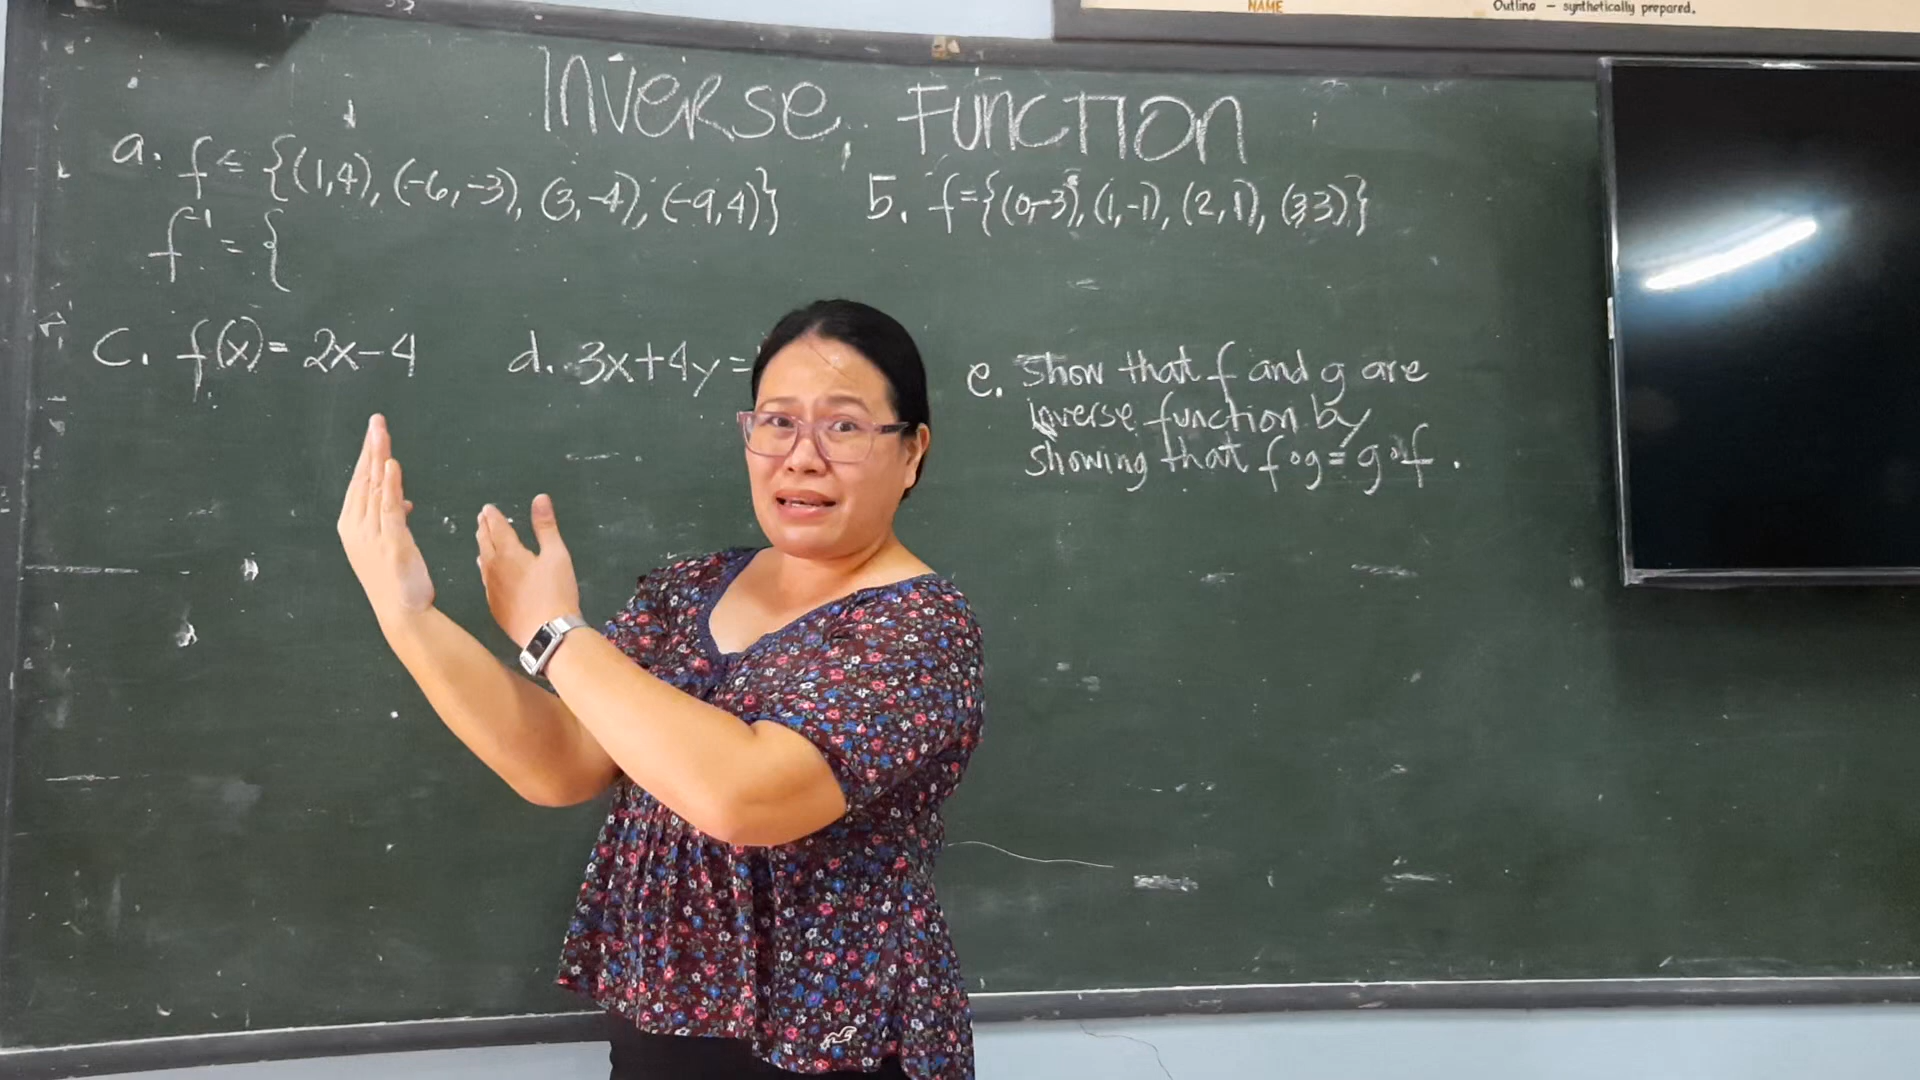 NAME
Outline — synthetically prepared.
INVERSE FUNCTION
a. f = {(1,4), (-6,-3), (3,-4), (-9,4)}
b. f={(0,-3), (1,-1), (2,1), (3,3)}
f⁻¹ = {
c. f(x) = 2x-4
d. 3x+4y=
e. Show that f and g are
inverse function by
showing that f∘g = g∘f.